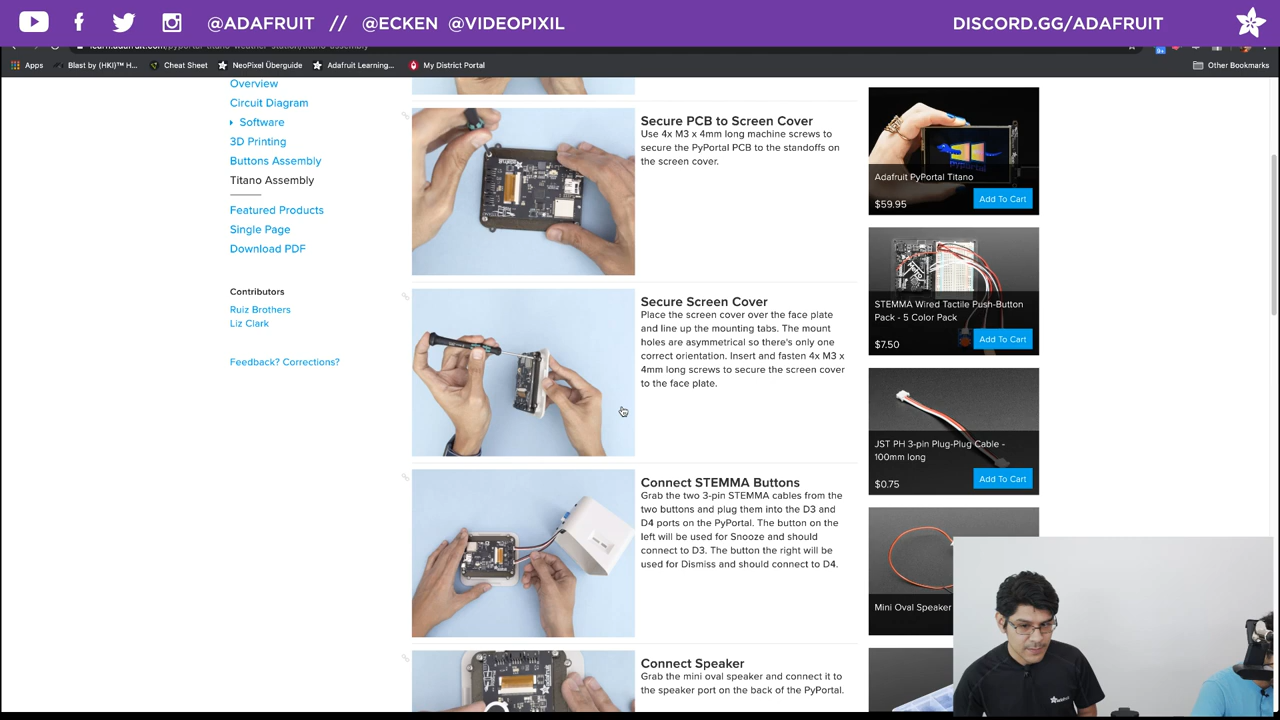 @ADAFRUIT // @ECKEN @VIDEOPIXIL
DISCORD.GG/ADAFRUIT
Apps
Blast by (HKI)™ H...
Cheat Sheet
NeoPixel Überguide
Adafruit Learning...
My District Portal
Other Bookmarks
Overview
Circuit Diagram
Software
3D Printing
Buttons Assembly
Titano Assembly
Featured Products
Single Page
Download PDF
Contributors
Ruiz Brothers
Liz Clark
Feedback? Corrections?
Secure PCB to Screen Cover
Use 4x M3 x 4mm long machine screws to
secure the PyPortal PCB to the standoffs on
the screen cover.
Secure Screen Cover
Place the screen cover over the face plate
and line up the mounting tabs. The mount
holes are asymmetrical so there's only one
correct orientation. Insert and fasten 4x M3 x
4mm long screws to secure the screen cover
to the face plate.
Connect STEMMA Buttons
Grab the two 3-pin STEMMA cables from the
two buttons and plug them into the D3 and
D4 ports on the PyPortal. The button on the
left will be used for Snooze and should
connect to D3. The button the right will be
used for Dismiss and should connect to D4.
Connect Speaker
Grab the mini oval speaker and connect it to
the speaker port on the back of the PyPortal.
Adafruit PyPortal Titano
$59.95
Add To Cart
STEMMA Wired Tactile Push-Button
Pack - 5 Color Pack
$7.50
Add To Cart
JST PH 3-pin Plug-Plug Cable -
100mm long
$0.75
Add To Cart
Mini Oval Speaker